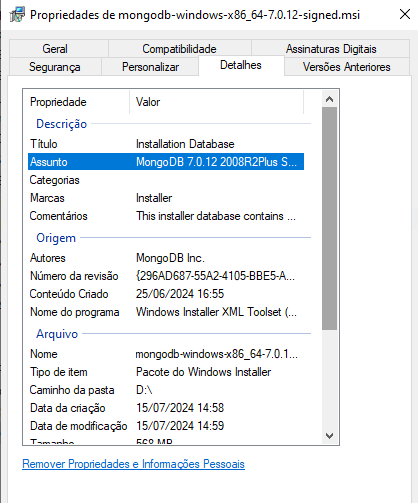 Propriedades de mongodb-windows-x86_64-7.0.12-signed.msi
Geral Compatibilidade Assinaturas Digitais
Segurança Personalizar Detalhes Versões Anteriores
Propriedade Valor
Descrição
Título Installation Database
Assunto MongoDB 7.0.12 2008R2Plus S...
Categorias
Marcas Installer
Comentários This installer database contains ...
Origem
Autores MongoDB Inc.
Número da revisão {296AD687-55A2-4105-BBE5-A...
Conteúdo Criado 25/06/2024 16:55
Nome do programa Windows Installer XML Toolset (...
Arquivo
Nome mongodb-windows-x86_64-7.0.1...
Tipo de item Pacote do Windows Installer
Caminho da pasta D:\
Data da criação 15/07/2024 14:58
Data de modificação 15/07/2024 14:59
Tamanho 568 MB
Remover Propriedades e Informações Pessoais